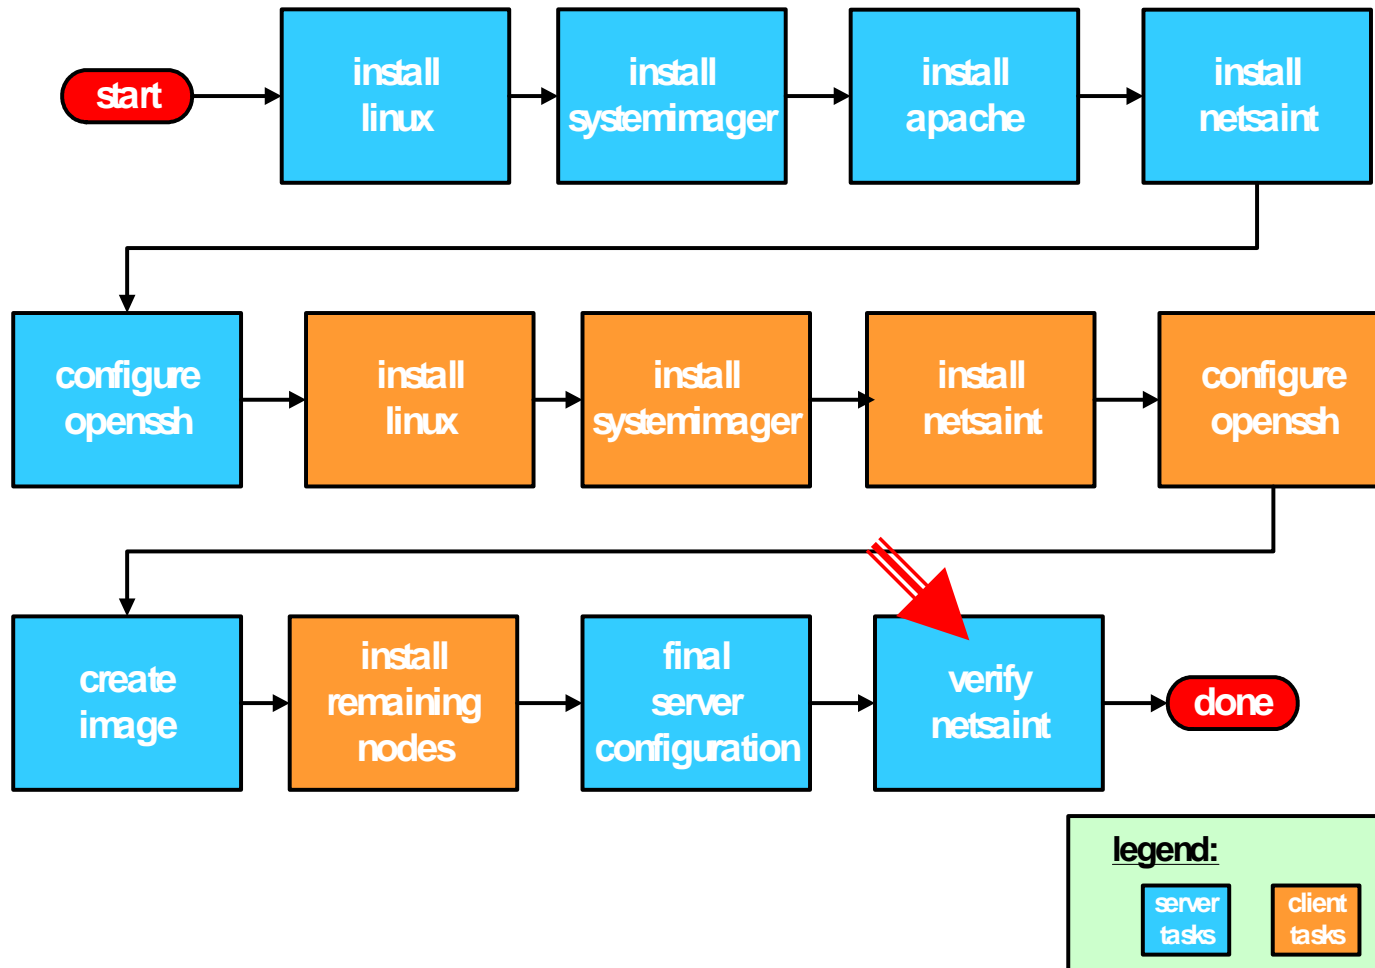 start
install
linux
install
systemimager
install
apache
install
netsaint
configure
openssh
install
linux
install
systemimager
install
netsaint
configure
openssh
create
image
install
remaining
nodes
final
server
configuration
verify
netsaint
done
legend:
server
tasks
client
tasks